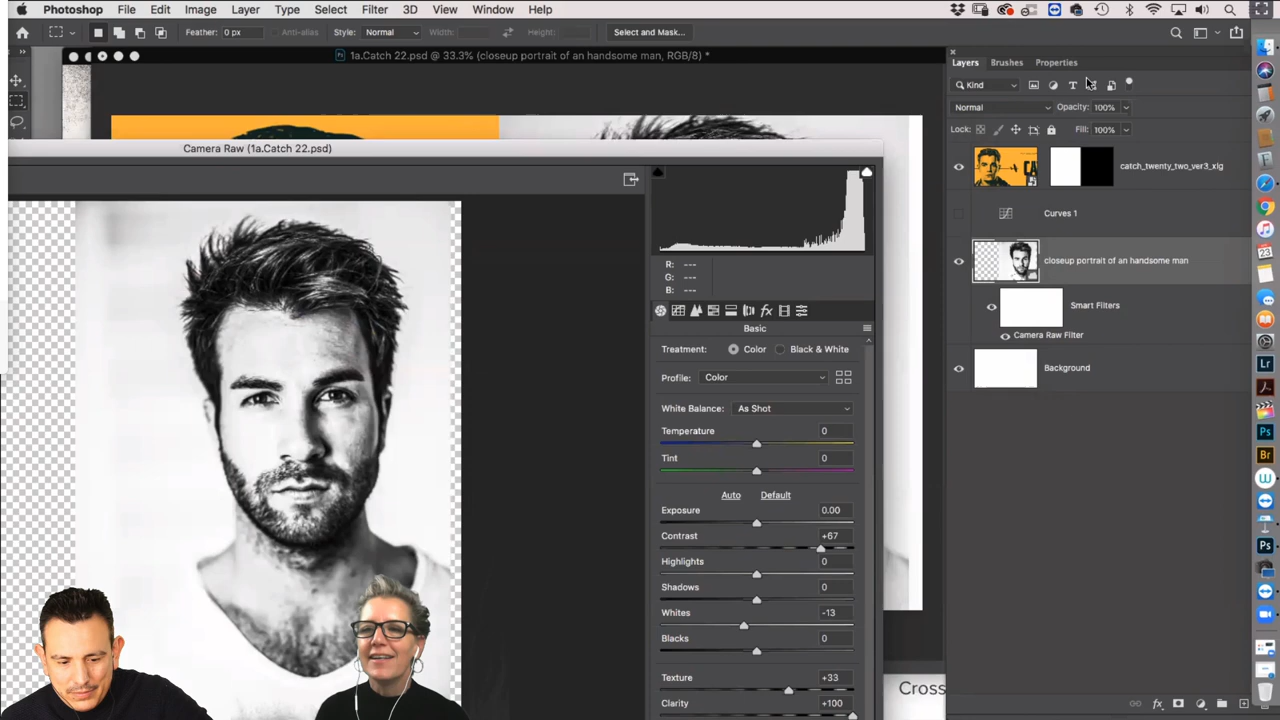 Photoshop File Edit Image Layer Type Select Filter 3D View Window Help
Feather: 0 px Anti-alias Style: Normal Width: Height: Select and Mask...
1a.Catch 22.psd @ 33.3% (closeup portrait of an handsome man, RGB/8) *
Layers Brushes Properties
Kind
Normal Opacity: 100%
Lock: Fill: 100%
catch_twenty_two_ver3_xlg
Curves 1
closeup portrait of an handsome man
Smart Filters
Camera Raw Filter
Background
Camera Raw (1a.Catch 22.psd)
R: ---
G: ---
B: ---
Basic
Treatment: Color Black & White
Profile: Color
White Balance: As Shot
Temperature 0
Tint 0
Auto Default
Exposure 0.00
Contrast +67
Highlights 0
Shadows 0
Whites -13
Blacks 0
Texture +33
Clarity +100
Cross
23
Lr
Ps
Br
W
Ps